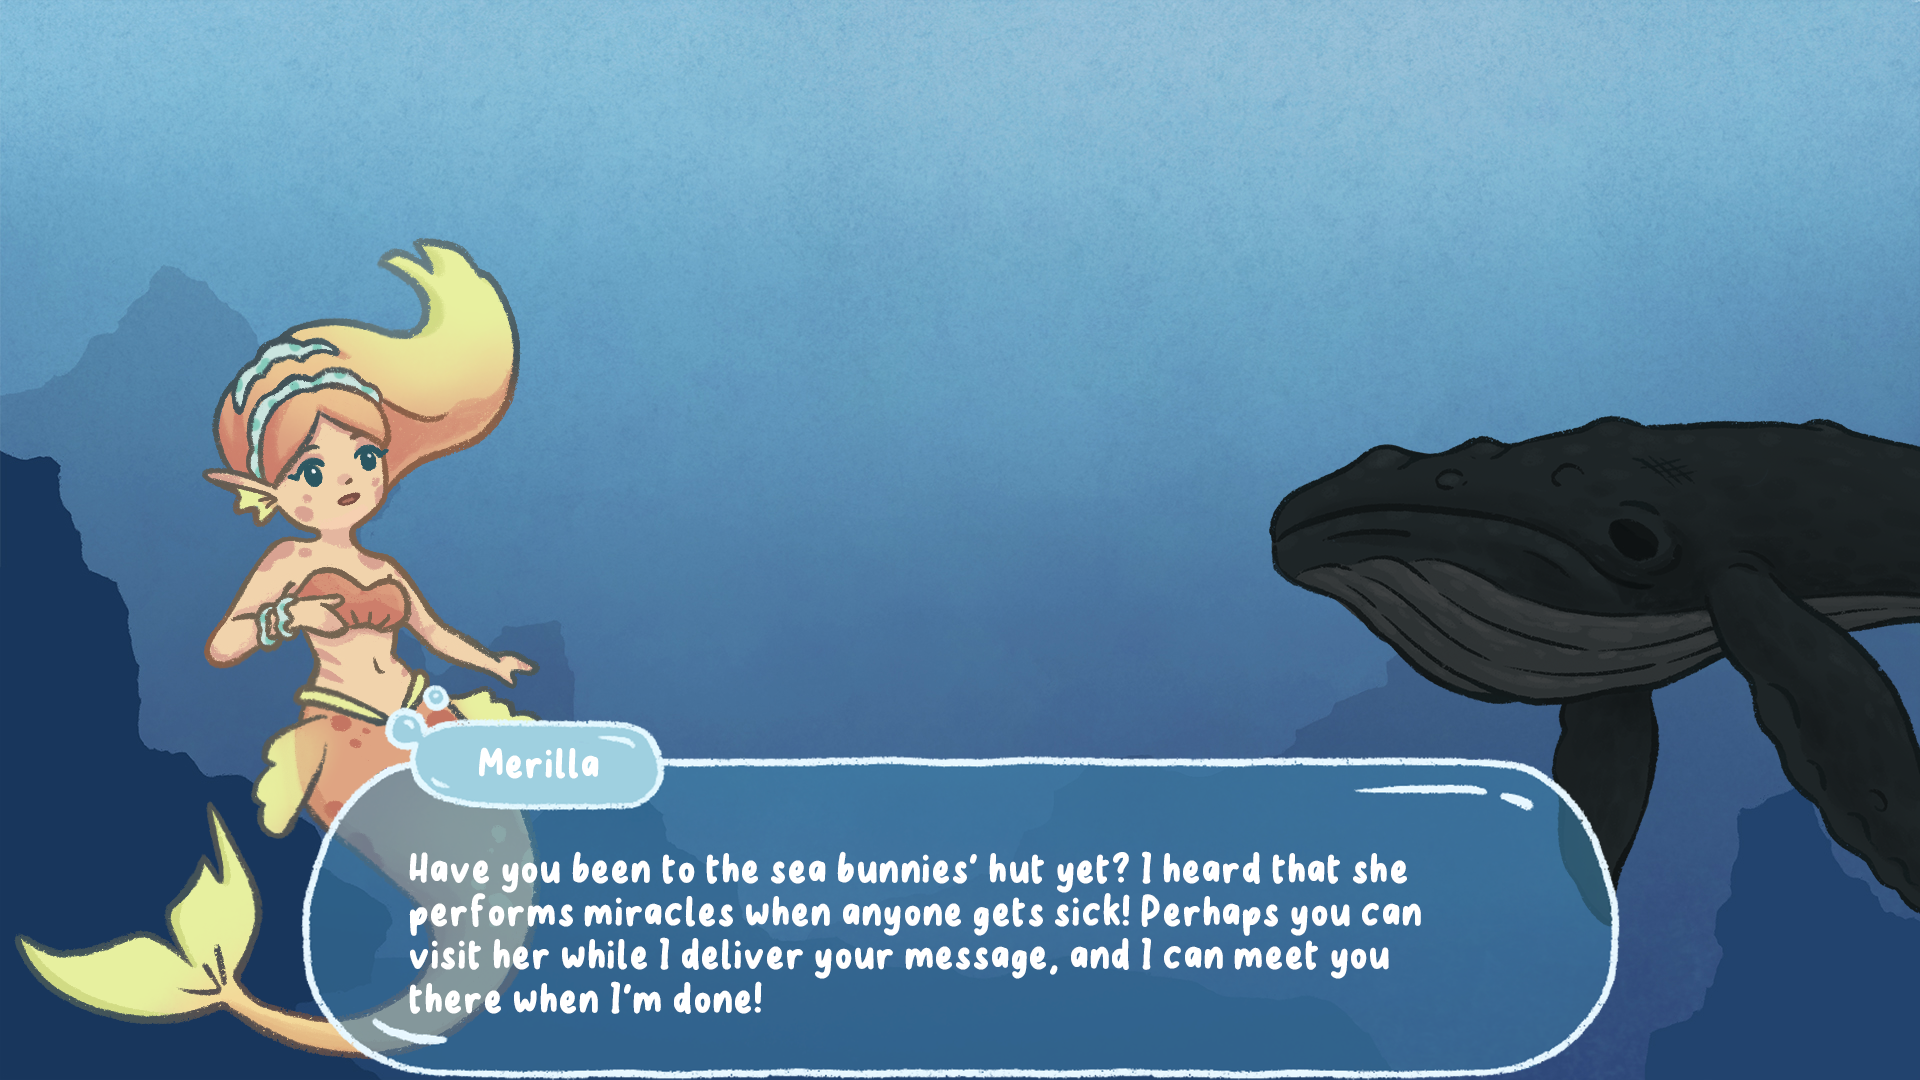 Merilla
Have you been to the sea bunnies' hut yet? I heard that she
performs miracles when anyone gets sick! Perhaps you can
visit her while I deliver your message, and I can meet you
there when I'm done!